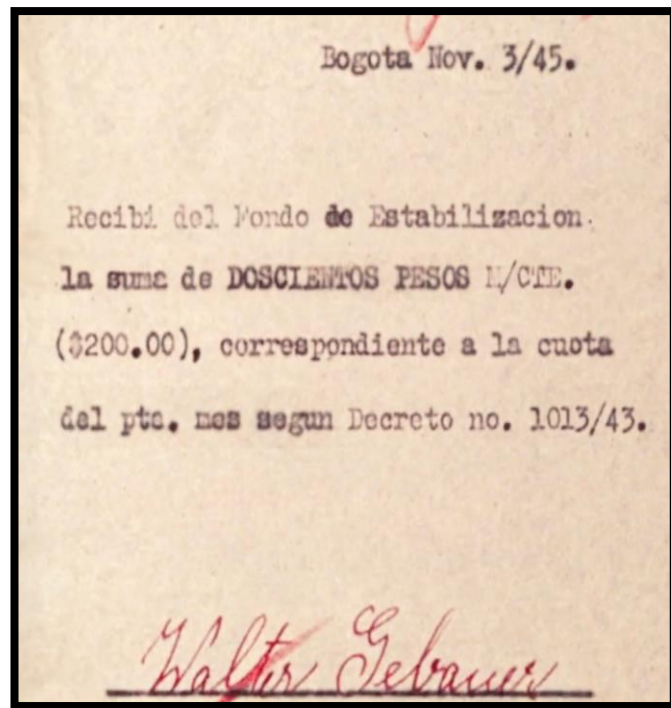 Bogota Nov. 3/45.
Recibi del Fondo de Estabilizacion.
la suma de DOSCIENTOS PESOS M/CTE.
($200.00), correspondiente a la cuota
del pte. mes segun Decreto no. 1013/43.
Walter Gebauer